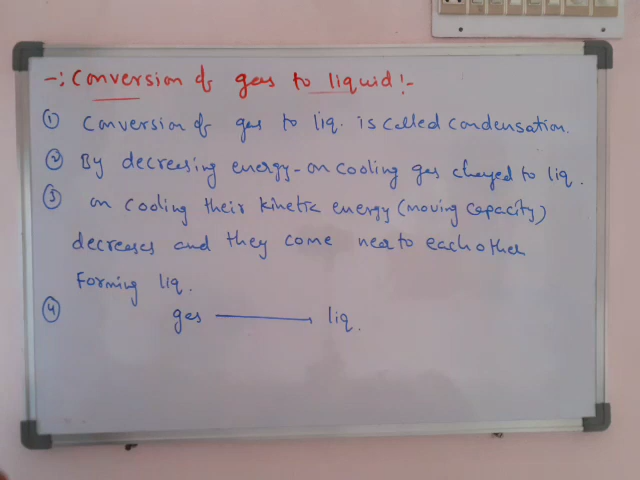 -: Conversion of gas to liquid :-
① Conversion of gas to liq. is called condensation.
② By decreasing energy - on cooling gas chayed to liq.
③ on cooling their kinetic energy (moving capacity)
decreases and they come near to each other
Forming liq.
④ gas ——— liq.